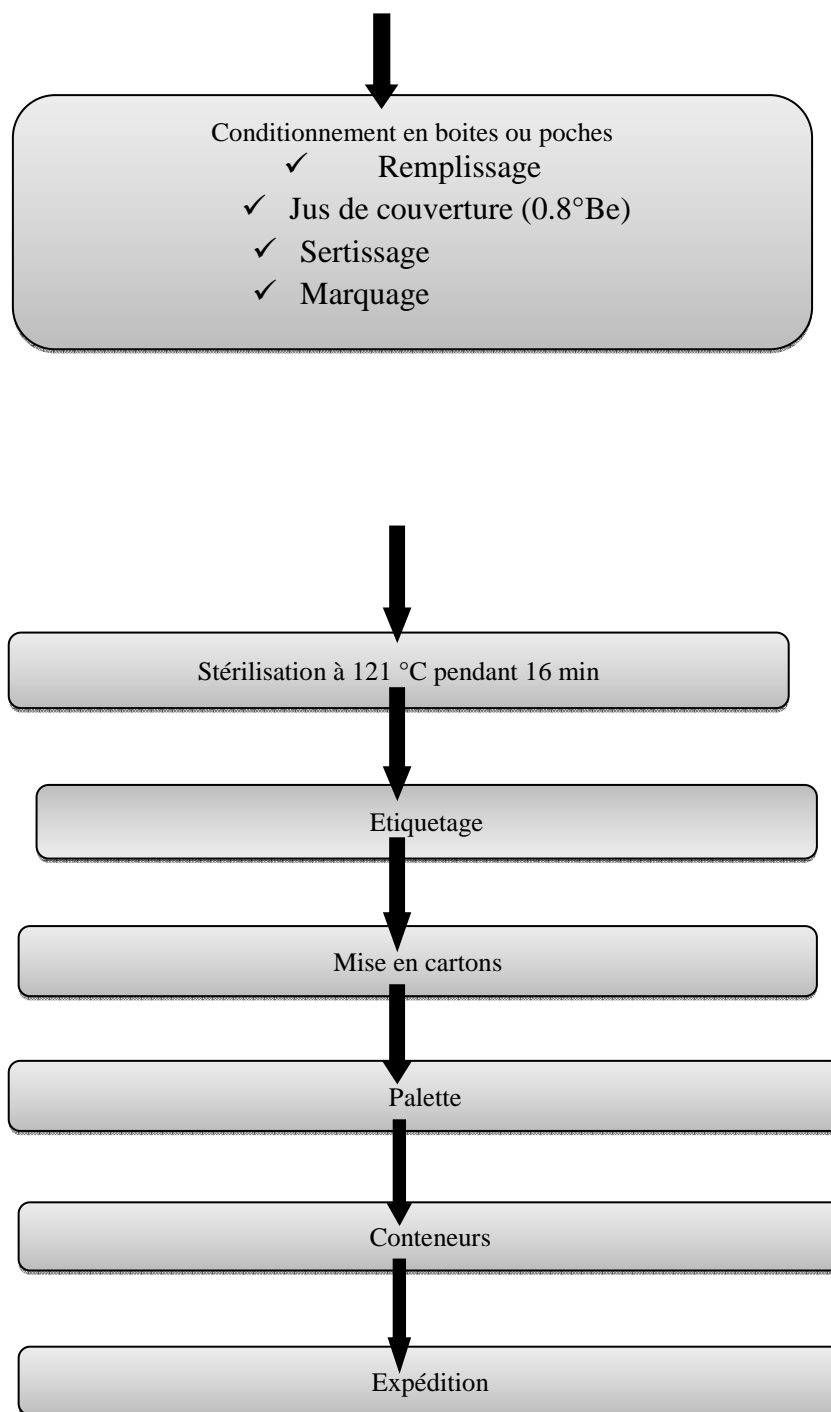 Conditionnement en boites ou poches
✓ Remplissage
✓ Jus de couverture (0.8°Be)
✓ Sertissage
✓ Marquage
Stérilisation à 121 °C pendant 16 min
Etiquetage
Mise en cartons
Palette
Conteneurs
Expédition